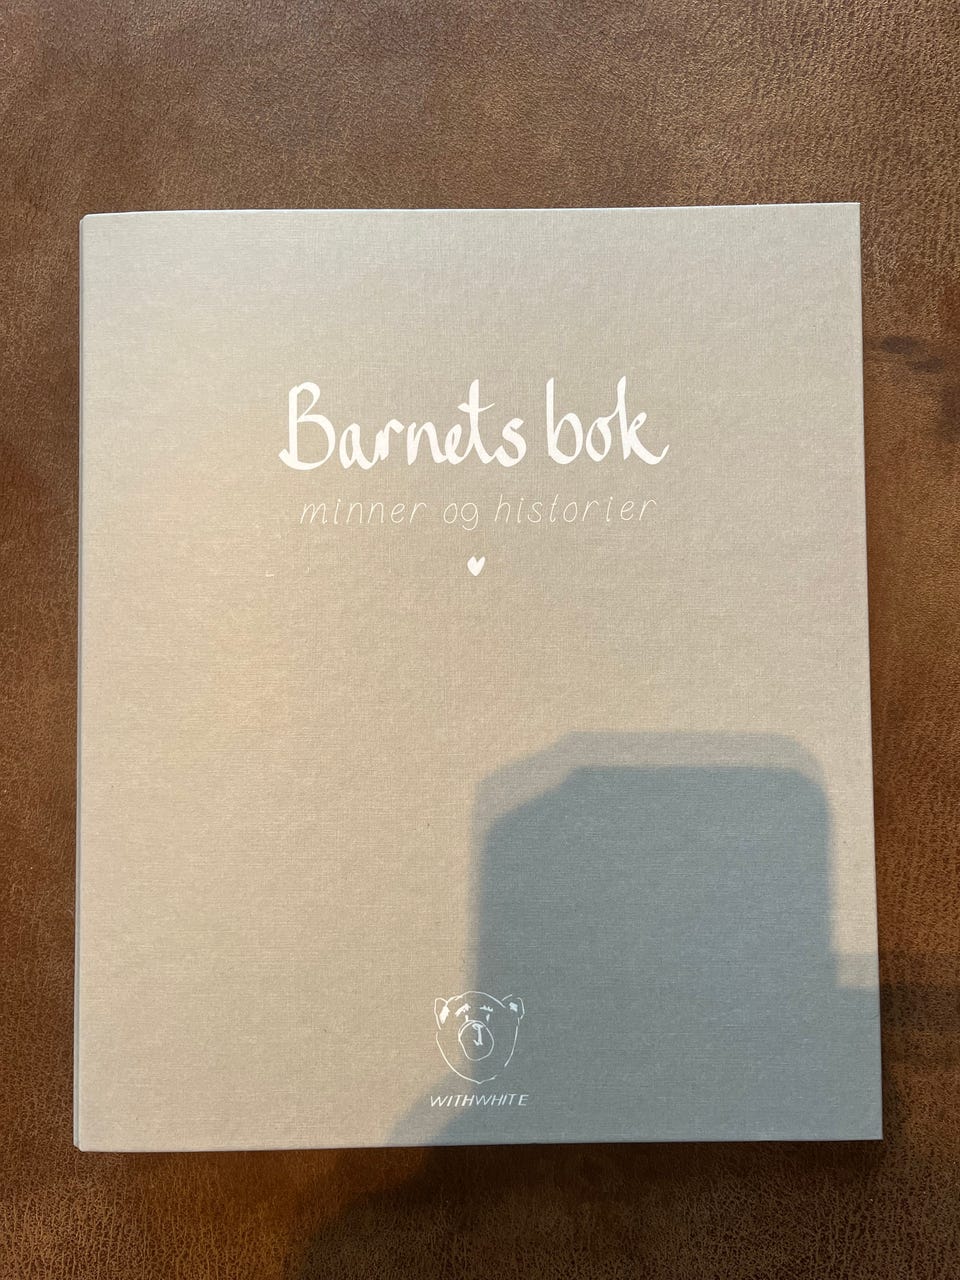 Barnets bok
minner og historier
WITHWHITE